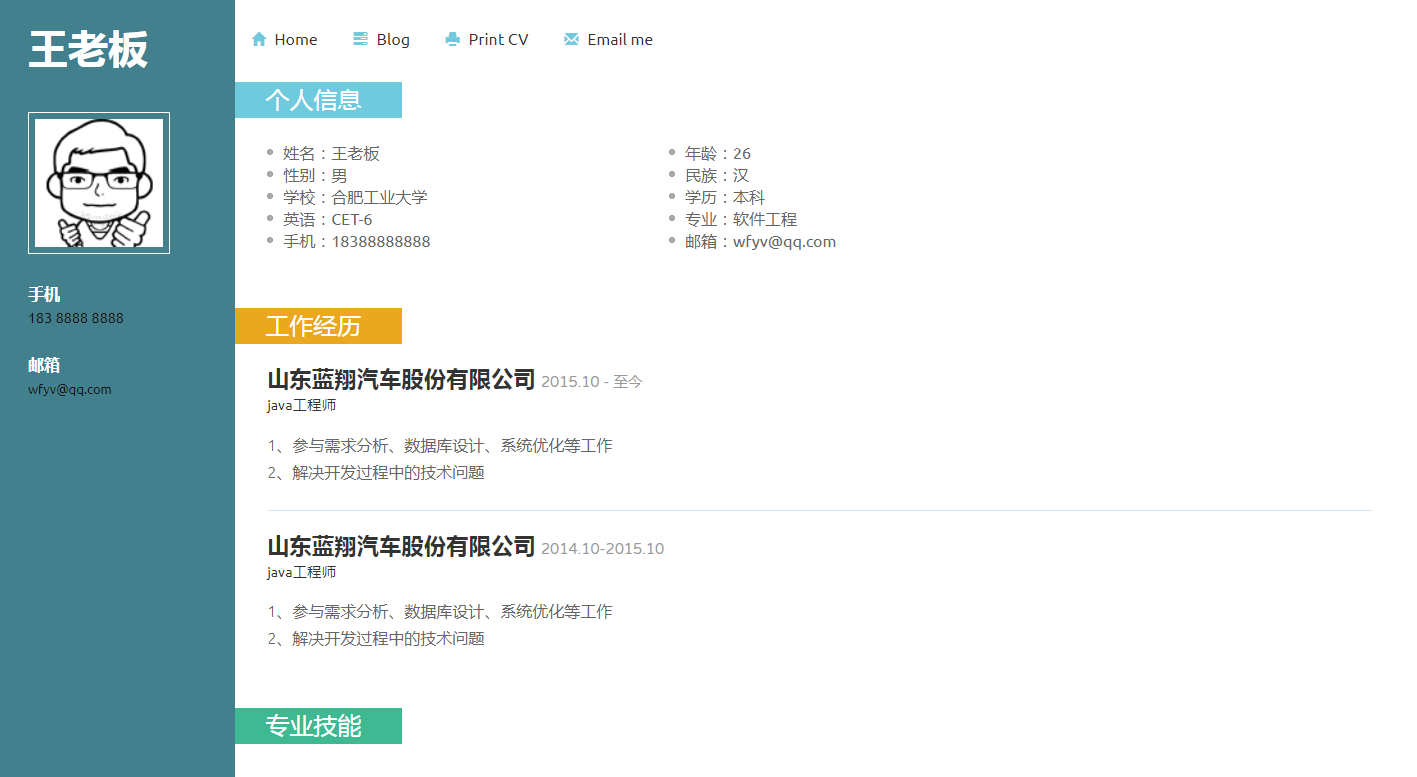 王老板
手机
183 8888 8888
邮箱
wfyv@qq.com
Home Blog Print CV Email me
个人信息
姓名：王老板 年龄：26
性别：男 民族：汉
学校：合肥工业大学 学历：本科
英语：CET-6 专业：软件工程
手机：18388888888 邮箱：wfyv@qq.com
工作经历
山东蓝翔汽车股份有限公司 2015.10 - 至今
java工程师
1、参与需求分析、数据库设计、系统优化等工作
2、解决开发过程中的技术问题
山东蓝翔汽车股份有限公司 2014.10-2015.10
java工程师
1、参与需求分析、数据库设计、系统优化等工作
2、解决开发过程中的技术问题
专业技能